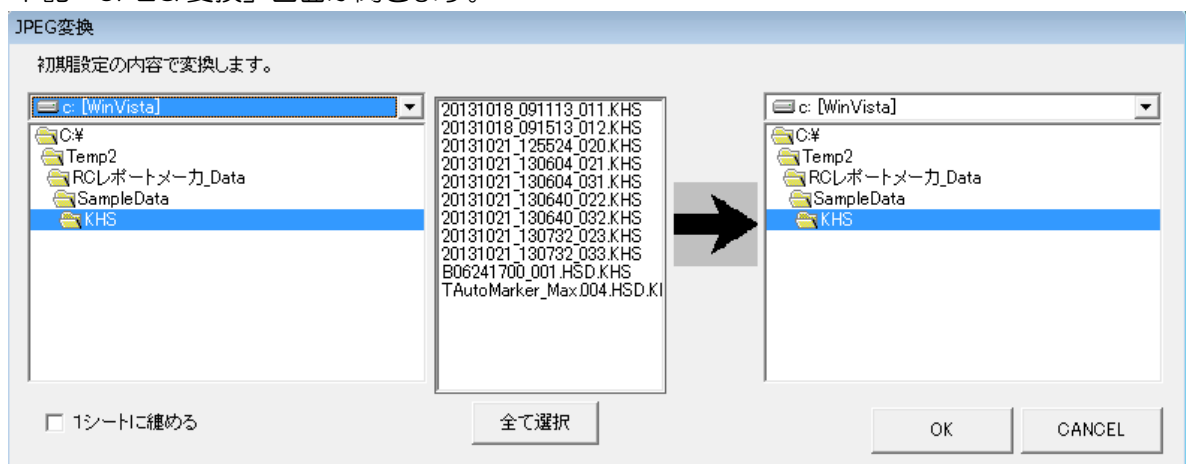 JPEG変換
初期設定の内容で変換します。
c: [WinVista]
C:¥
Temp2
RCレポートメーカ_Data
SampleData
KHS
20131018_091113_011.KHS
20131018_091513_012.KHS
20131021_125524_020.KHS
20131021_130604_021.KHS
20131021_130604_031.KHS
20131021_130640_022.KHS
20131021_130640_032.KHS
20131021_130732_023.KHS
20131021_130732_033.KHS
B06241700_001.HSD.KHS
TAutoMarker_Max.004.HSD.KI
c: [WinVista]
C:¥
Temp2
RCレポートメーカ_Data
SampleData
KHS
1シートに纏める
全て選択
OK
CANCEL